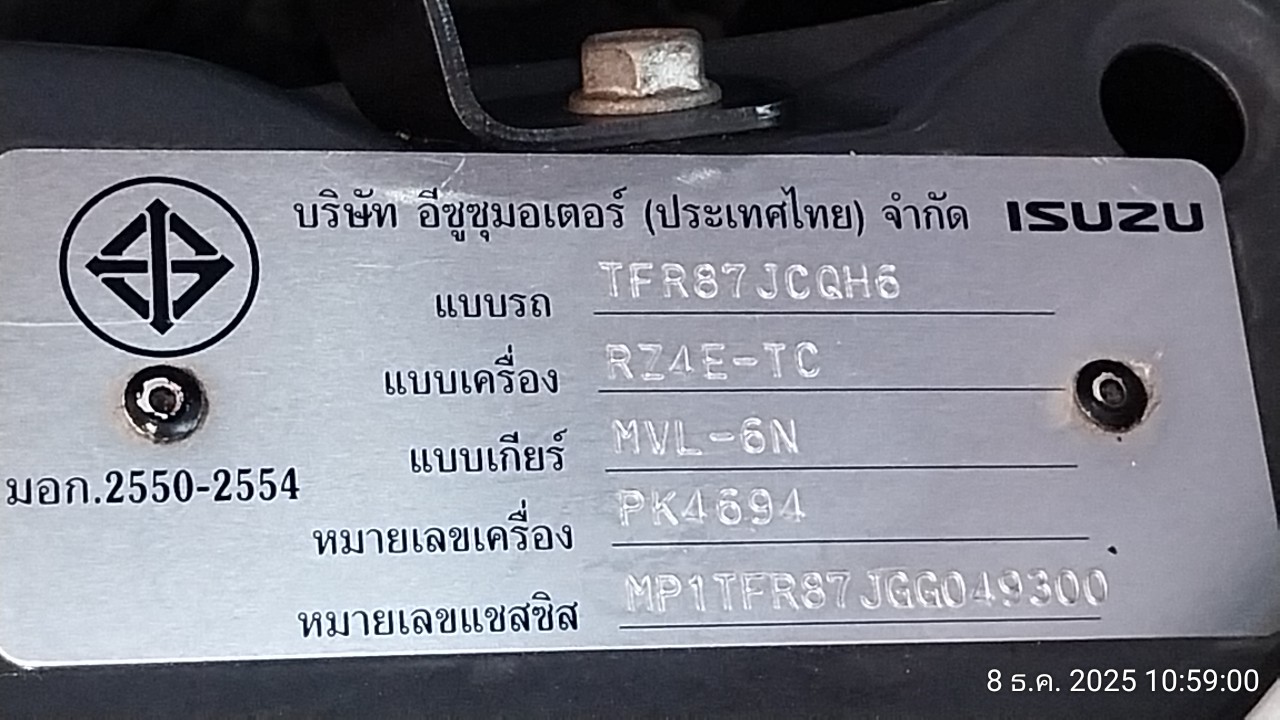 บริษัท อีซูซุมอเตอร์ (ประเทศไทย) จำกัด ISUZU
แบบรถ TFR87JCQH6
แบบเครื่อง RZ4E-TC
แบบเกียร์ MVL-6N
มอก.2550-2554
หมายเลขเครื่อง PK4694
หมายเลขแชสซิส MP1TFR87JGG049300
8 ธ.ค. 2025 10:59:00